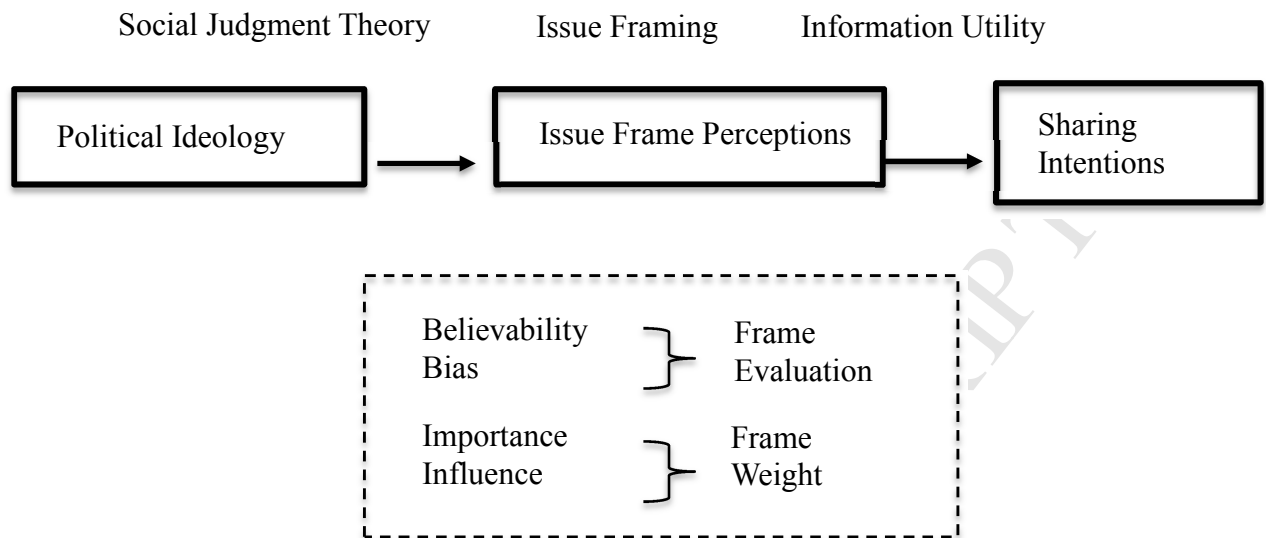 Social Judgment Theory Issue Framing Information Utility
Political Ideology
Issue Frame Perceptions
Sharing
Intentions
Believability
Bias
Frame
Evaluation
Importance
Influence
Frame
Weight